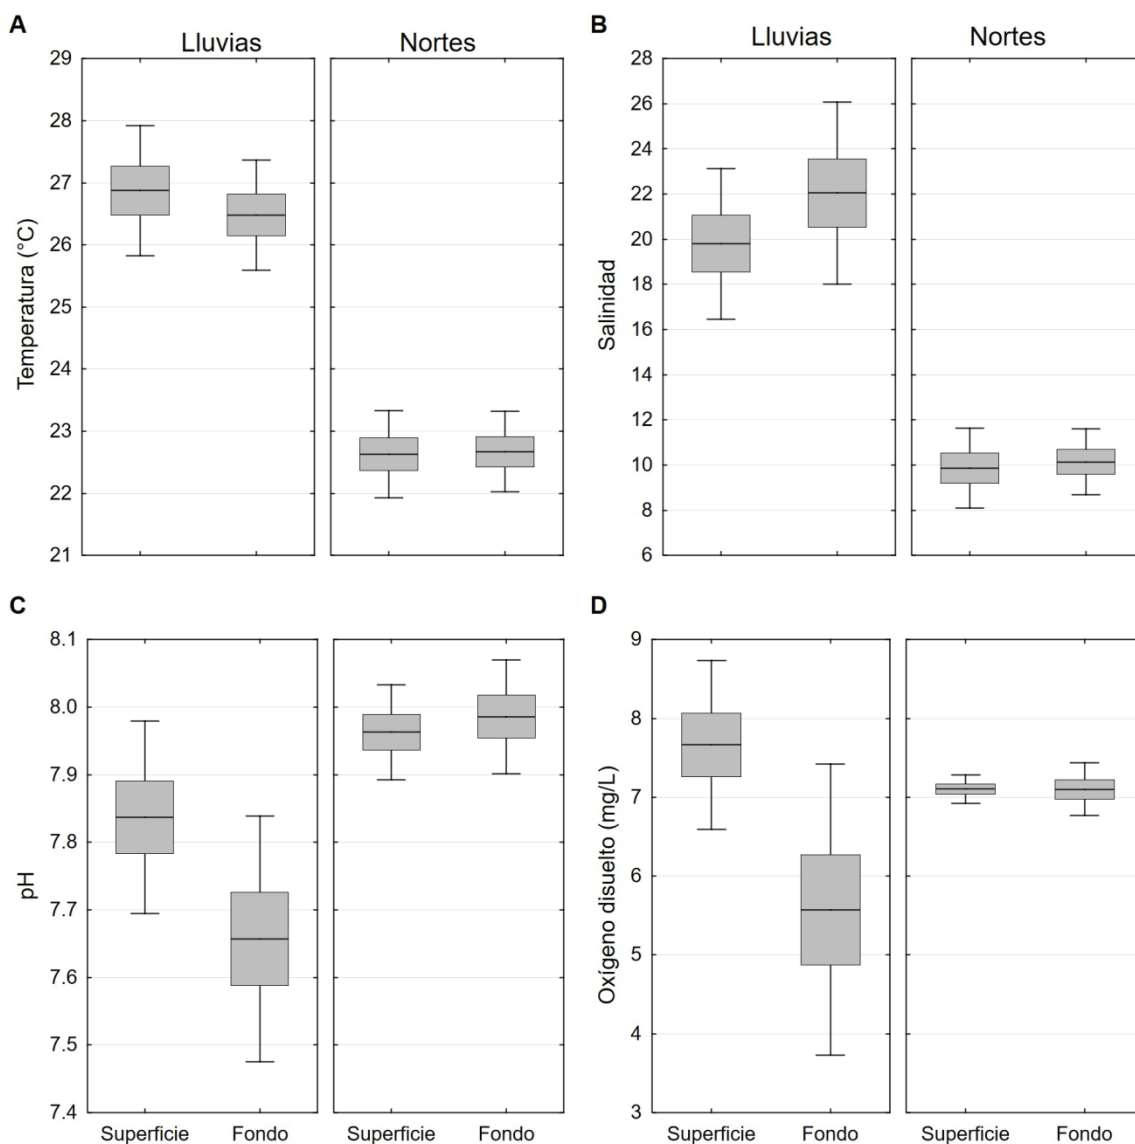 A
Lluvias
Nortes
29
28
27
26
25
24
23
22
21
Temperatura (°C)
B
Lluvias
Nortes
28
26
24
22
20
18
16
14
12
10
8
6
Salinidad
C
8.1
8.0
7.9
7.8
7.7
7.6
7.5
7.4
pH
Superficie
Fondo
Superficie
Fondo
D
9
8
7
6
5
4
3
Oxígeno disuelto (mg/L)
Superficie
Fondo
Superficie
Fondo